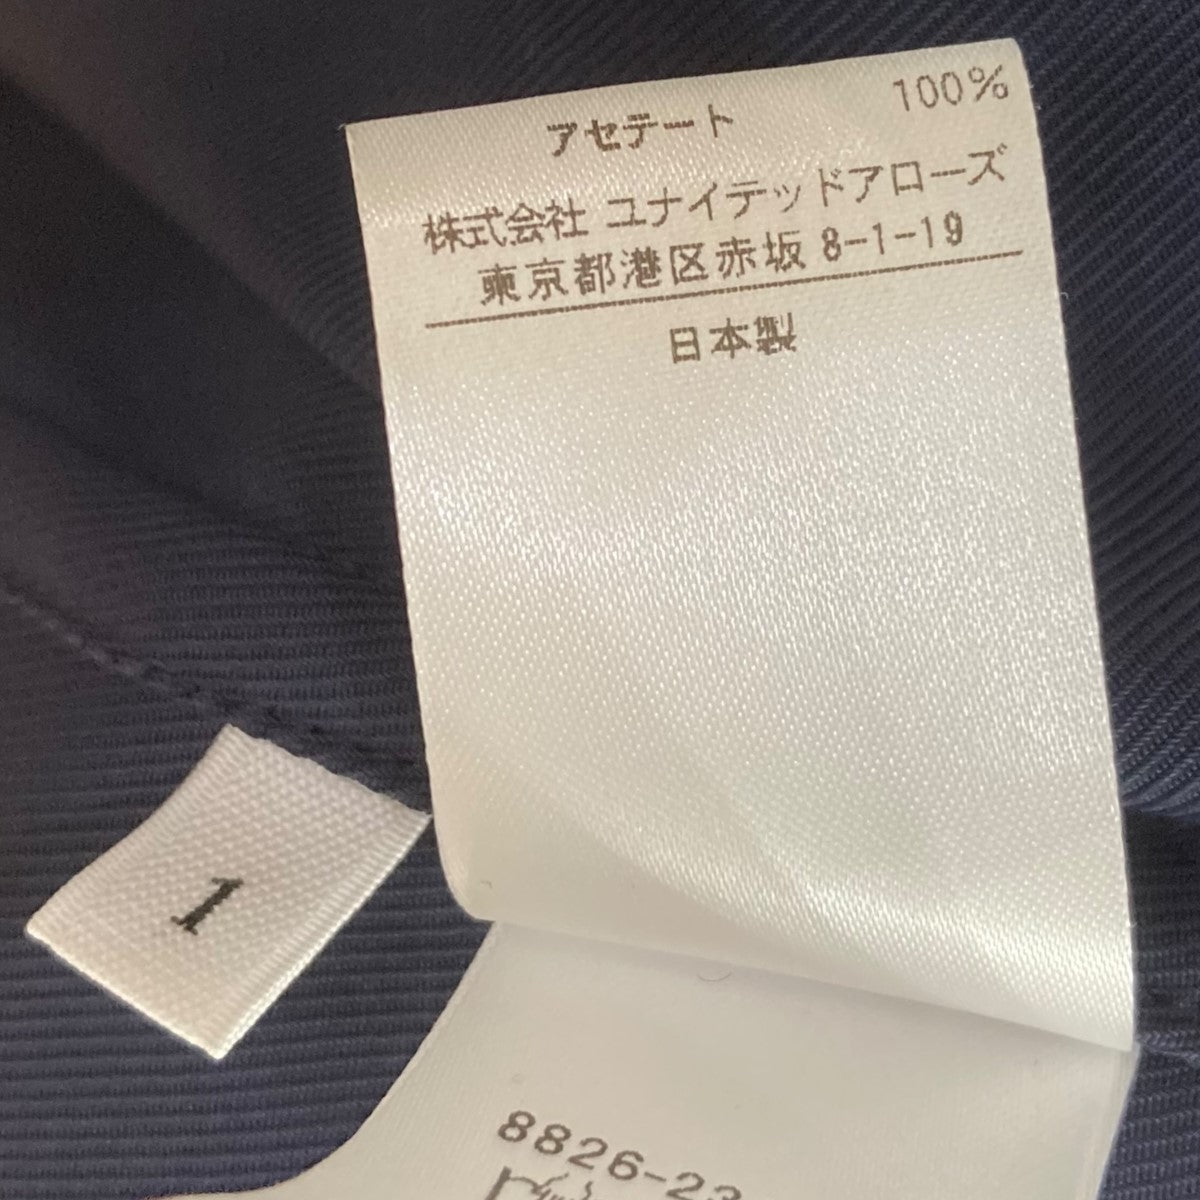 アセテート 100%
株式会社 ユナイテッドアローズ
東京都港区赤坂 8-1-19
日本製
1
8826-23